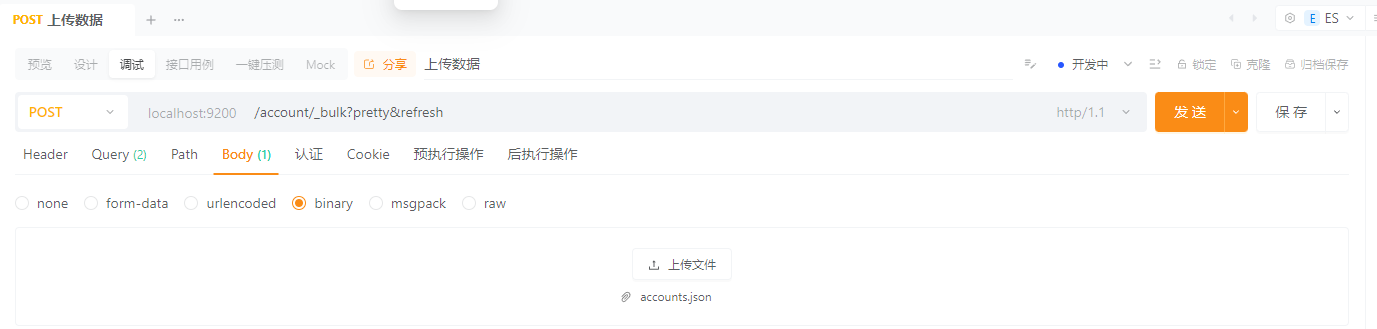 POST 上传数据
E ES
预览 设计 调试 接口用例 一键压测 Mock 分享 上传数据 开发中 锁定 克隆 归档保存
POST localhost:9200 /account/_bulk?pretty&refresh http/1.1 发 送 保 存
Header Query (2) Path Body (1) 认证 Cookie 预执行操作 后执行操作
none form-data urlencoded binary msgpack raw
上传文件
accounts.json